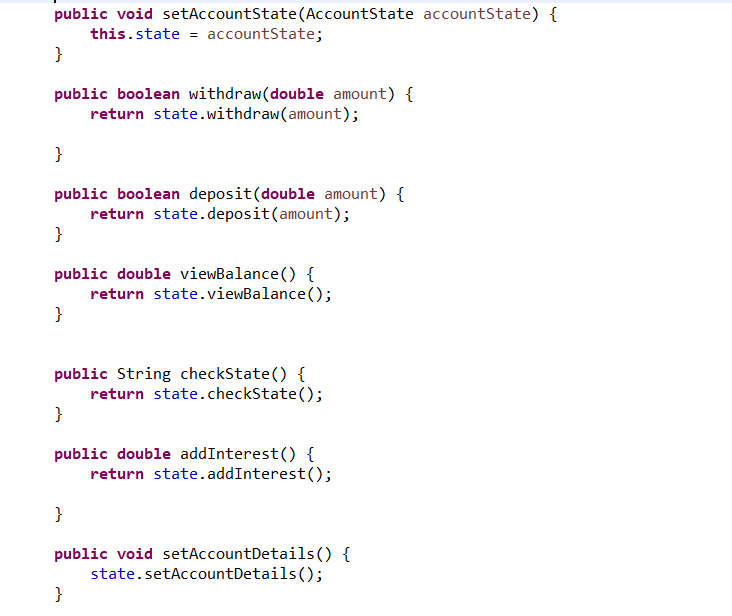 public void setAccountState(AccountState accountState) {
    this.state = accountState;
}
public boolean withdraw(double amount) {
    return state.withdraw(amount);
}
public boolean deposit(double amount) {
    return state.deposit(amount);
}
public double viewBalance() {
    return state.viewBalance();
}
public String checkState() {
    return state.checkState();
}
public double addInterest() {
    return state.addInterest();
}
public void setAccountDetails() {
    state.setAccountDetails();
}